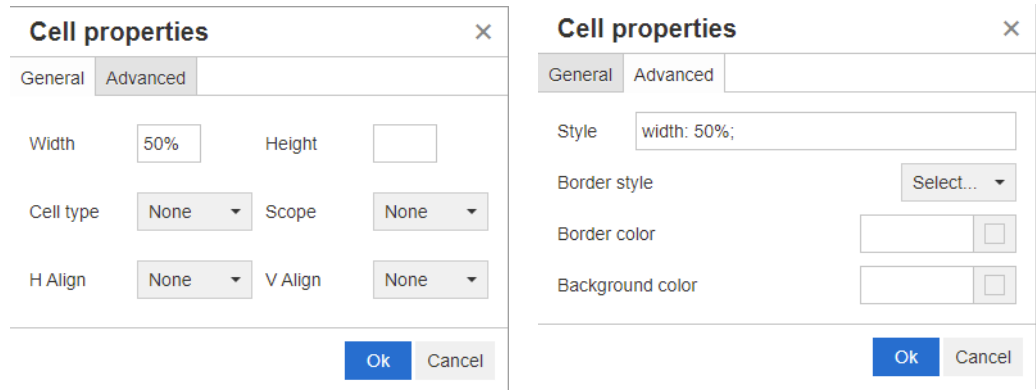 Cell properties ×
General Advanced
Width 50% Height
Cell type None Scope None
H Align None V Align None
Ok Cancel
Cell properties ×
General Advanced
Style width: 50%;
Border style Select...
Border color
Background color
Ok Cancel